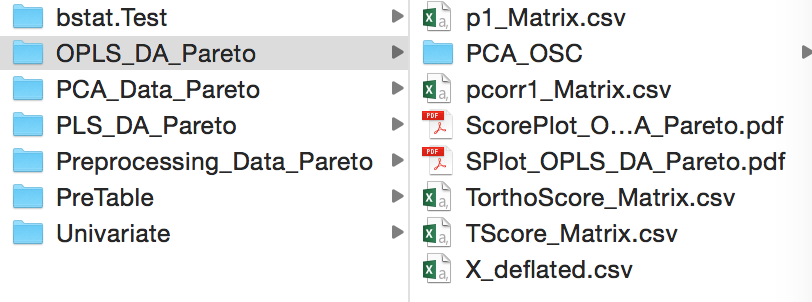 bstat.Test
OPLS_DA_Pareto
PCA_Data_Pareto
PLS_DA_Pareto
Preprocessing_Data_Pareto
PreTable
Univariate
p1_Matrix.csv
PCA_OSC
pcorr1_Matrix.csv
ScorePlot_O...A_Pareto.pdf
SPlot_OPLS_DA_Pareto.pdf
TorthoScore_Matrix.csv
TScore_Matrix.csv
X_deflated.csv